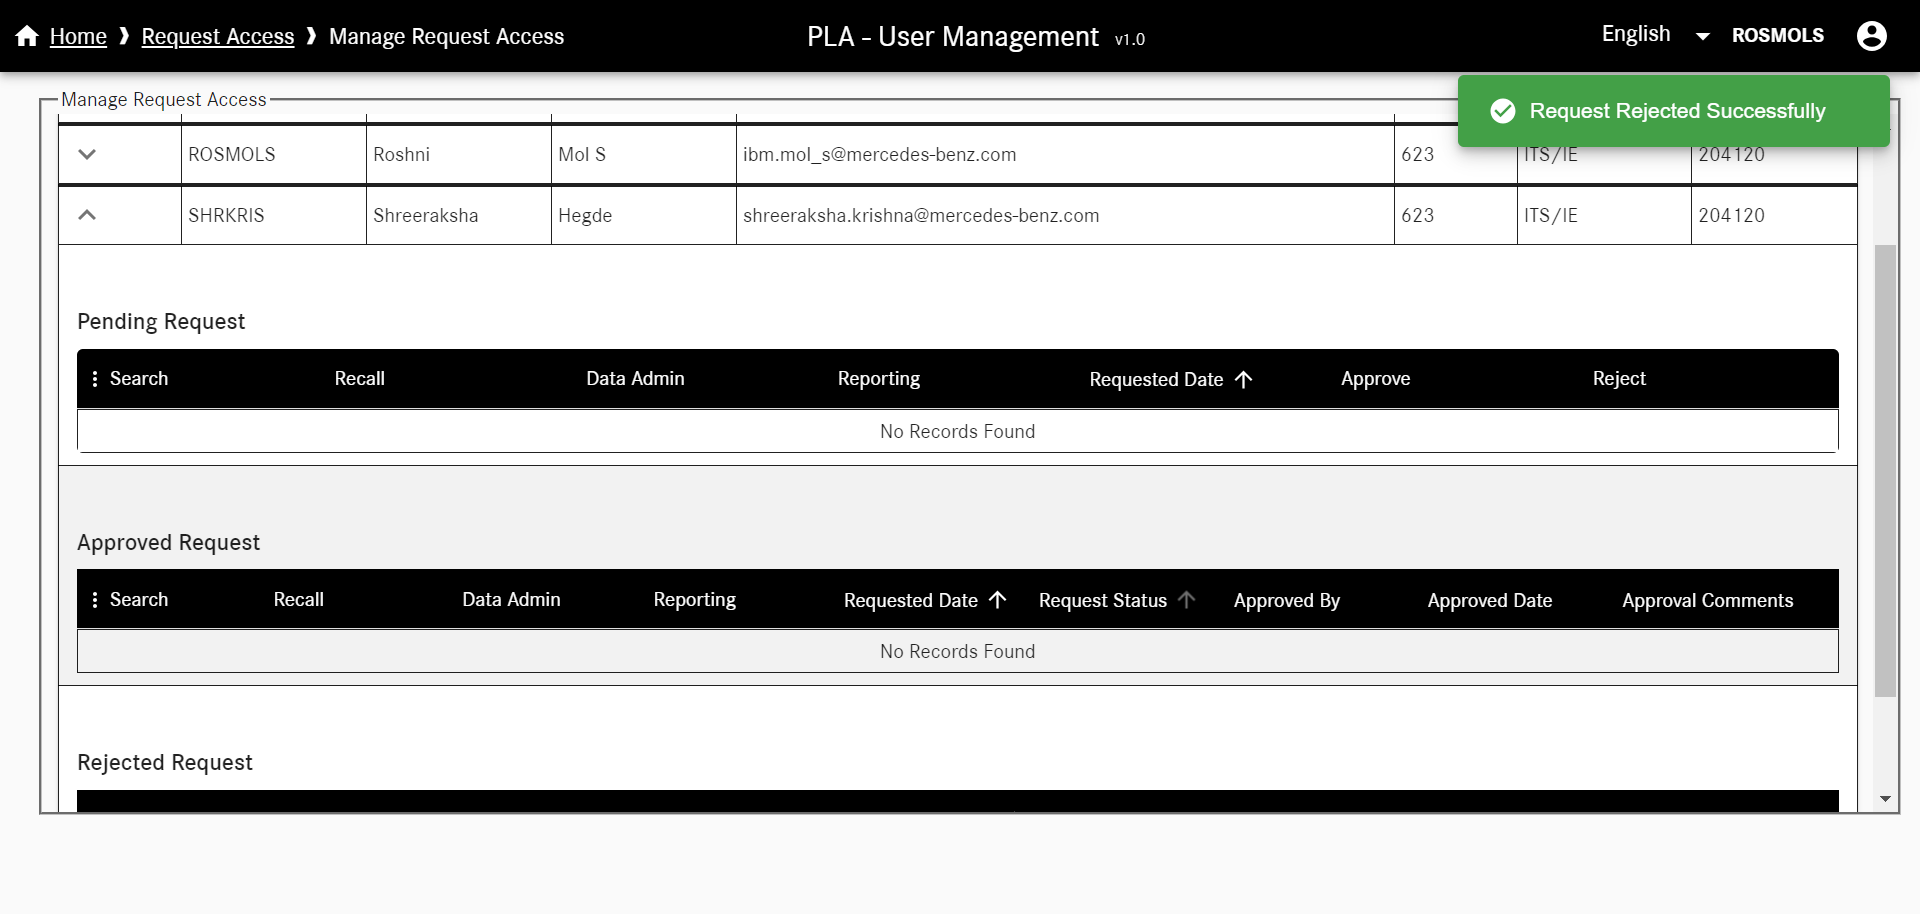 Home ❱ Request Access ❱ Manage Request Access
PLA - User Management v1.0
English
ROSMOLS
Request Rejected Successfully
Manage Request Access
ROSMOLS Roshni Mol S ibm.mol_s@mercedes-benz.com 623 ITS/IE 204120
SHRKRIS Shreeraksha Hegde shreeraksha.krishna@mercedes-benz.com 623 ITS/IE 204120
Pending Request
Search Recall Data Admin Reporting Requested Date Approve Reject
No Records Found
Approved Request
Search Recall Data Admin Reporting Requested Date Request Status Approved By Approved Date Approval Comments
No Records Found
Rejected Request